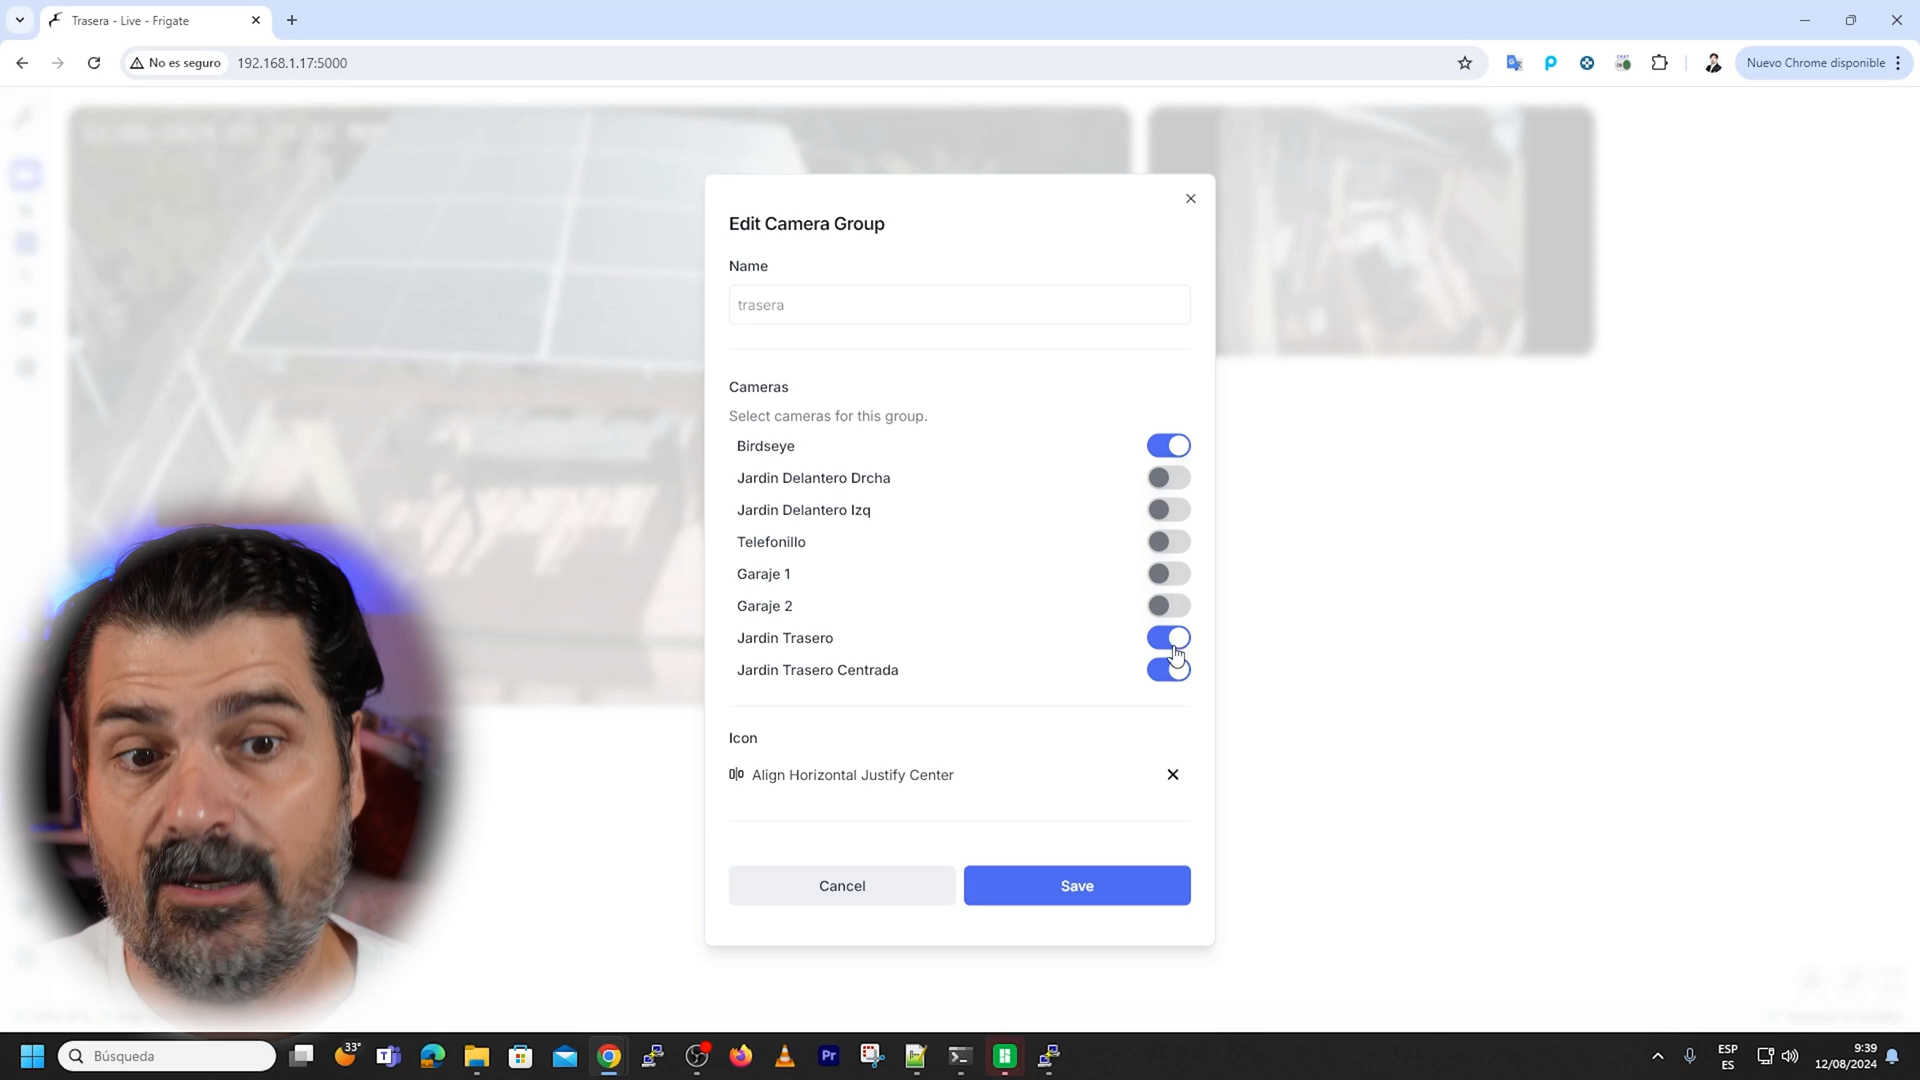 Trasera - Live - Frigate
No es seguro
192.168.1.17:5000
Nuevo Chrome disponible
Edit Camera Group
Name
trasera
Cameras
Select cameras for this group.
Birdseye
Jardin Delantero Drcha
Jardin Delantero Izq
Telefonillo
Garaje 1
Garaje 2
Jardin Trasero
Jardin Trasero Centrada
Icon
Align Horizontal Justify Center
Cancel
Save
Búsqueda
33°
Pr
ESP
ES
9:39
12/08/2024